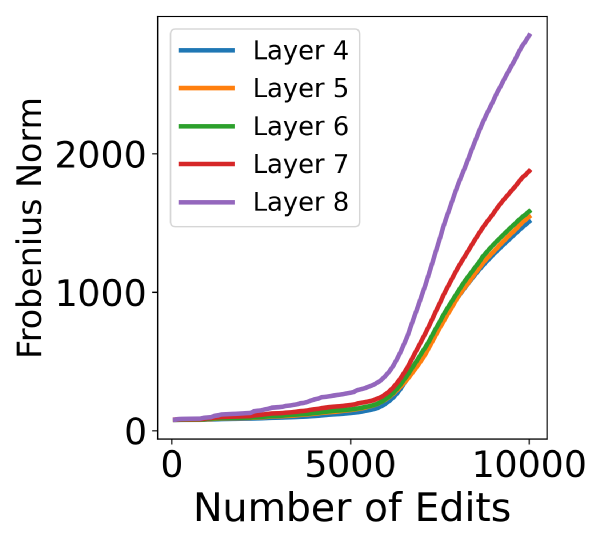 Layer 4
Layer 5
Layer 6
Layer 7
Layer 8
Frobenius Norm
2000
1000
0
0 5000 10000
Number of Edits